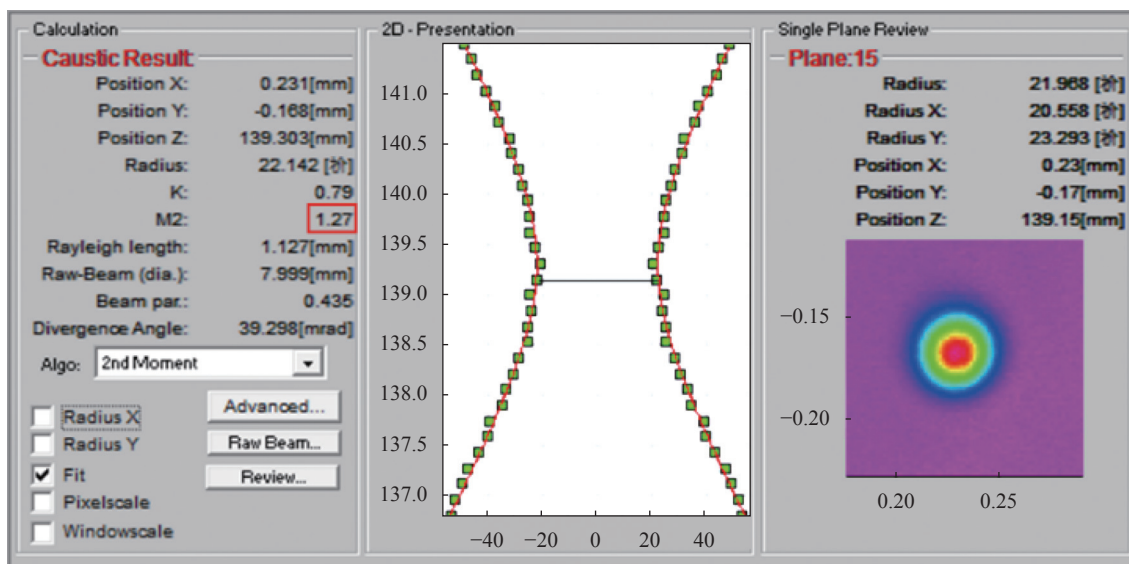 Calculation
Caustic Result:
Position X: 0.231[mm]
Position Y: -0.168[mm]
Position Z: 139.303[mm]
Radius: 22.142
K: 0.79
M2: 1.27
Rayleigh length: 1.127[mm]
Raw-Beam (dia.): 7.999[mm]
Beam par.: 0.435
Divergence Angle: 39.298[mrad]
Algo: 2nd Moment
Radius X
Radius Y
Fit
Pixelscale
Windowscale
Advanced...
Raw Beam...
Review...
2D - Presentation
141.0
140.5
140.0
139.5
139.0
138.5
138.0
137.5
137.0
−40 −20 0 20 40
Single Plane Review
Plane:15
Radius: 21.968
Radius X: 20.558
Radius Y: 23.293
Position X: 0.23[mm]
Position Y: -0.17[mm]
Position Z: 139.15[mm]
−0.15
−0.20
0.20 0.25